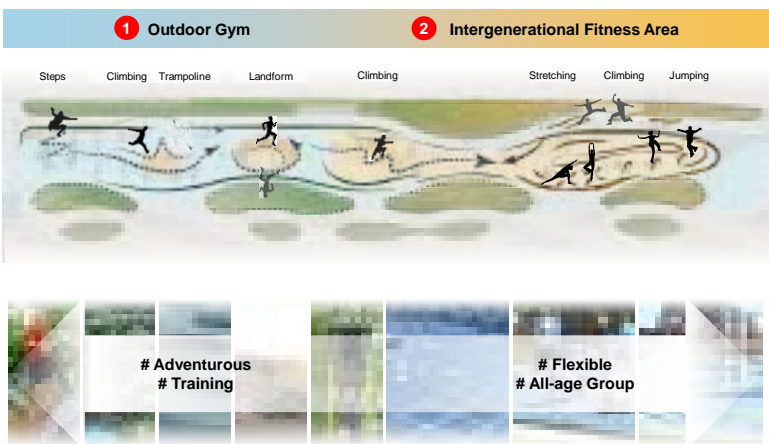 1 Outdoor Gym
2 Intergenerational Fitness Area
Steps
Climbing
Trampoline
Landform
Climbing
Stretching
Climbing
Jumping
# Adventurous
# Training
# Flexible
# All-age Group